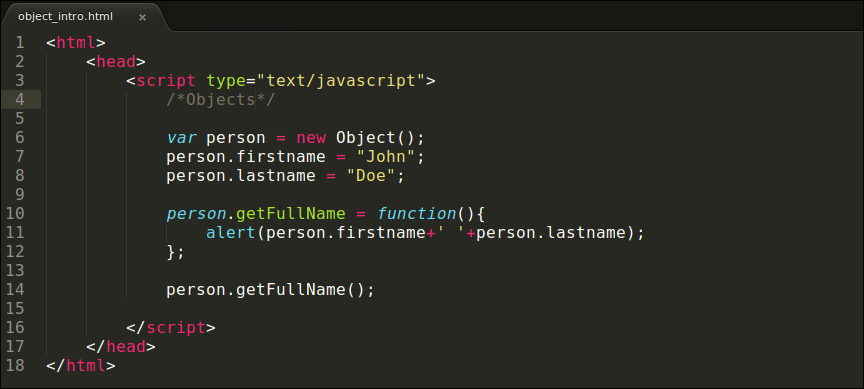 object_intro.html ×
1 <html>
2 <head>
3 <script type="text/javascript">
4 /*Objects*/
5
6 var person = new Object();
7 person.firstname = "John";
8 person.lastname = "Doe";
9
10 person.getFullName = function(){
11 alert(person.firstname+' '+person.lastname);
12 };
13
14 person.getFullName();
15
16 </script>
17 </head>
18 </html>